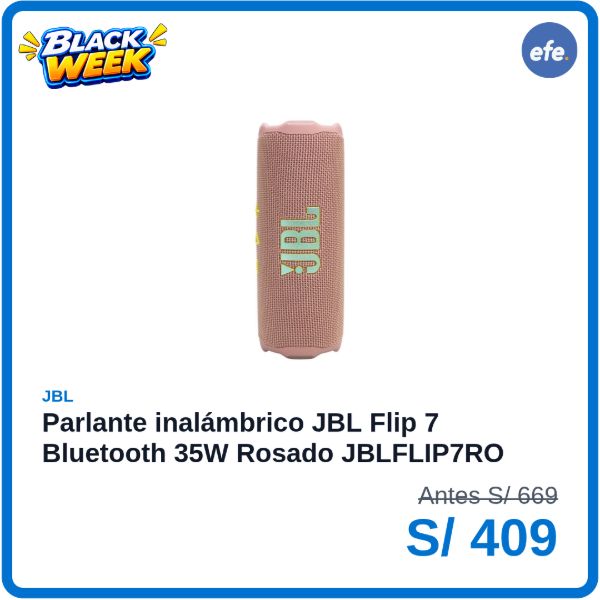 BLACK
WEEK
efe.
JBL
JBL
Parlante inalámbrico JBL Flip 7
Bluetooth 35W Rosado JBLFLIP7RO
Antes S/ 669
S/ 409